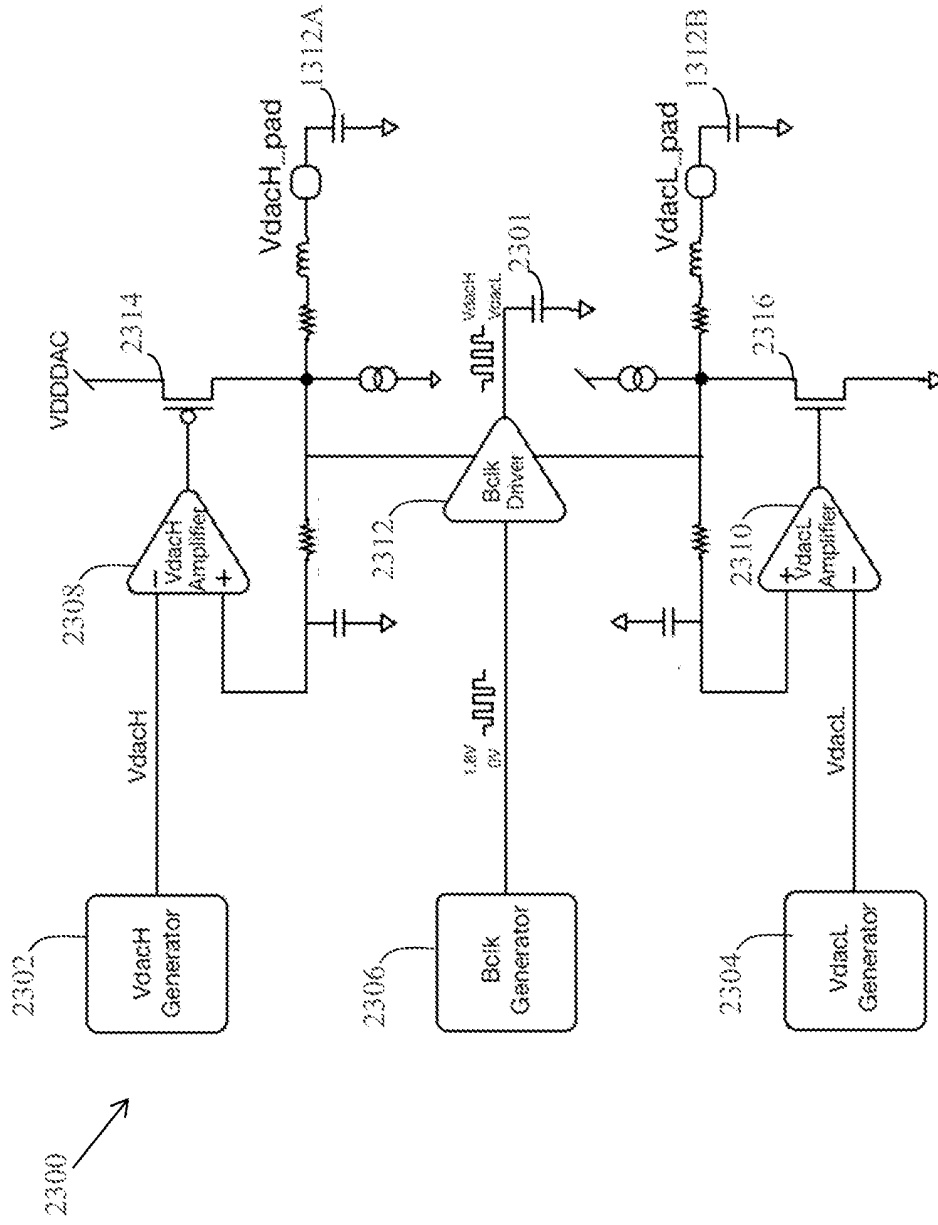 2300
2302
VdacH
Generator
VdacH
2308
VdacH
Amplifier
−
+
VDDDAC
2314
VdacH_pad
1312A
2306
Bclk
Generator
1.8V
0V
2312
Bclk
Driver
VdacH
VdacL
2301
2304
VdacL
Generator
VdacL
2310
+
VdacL
Amplifier
−
2316
VdacL_pad
1312B